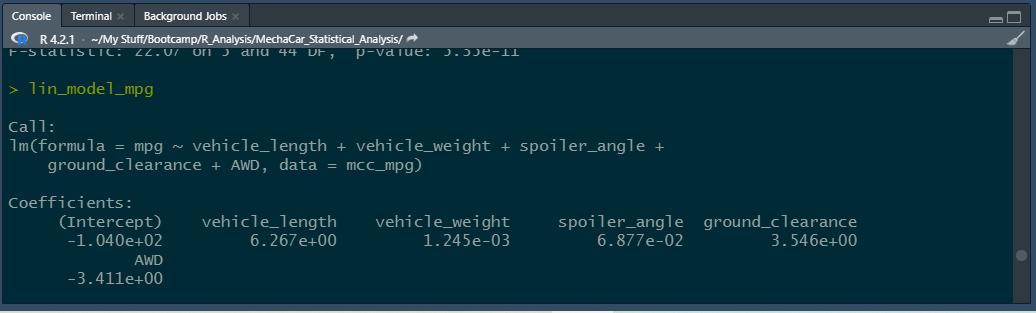 Console Terminal Background Jobs
R 4.2.1 · ~/My Stuff/Bootcamp/R_Analysis/MechaCar_Statistical_Analysis/
F-statistic: 22.07 on 5 and 44 DF,  p-value: 5.35e-11
> lin_model_mpg
Call:
lm(formula = mpg ~ vehicle_length + vehicle_weight + spoiler_angle +
    ground_clearance + AWD, data = mcc_mpg)
Coefficients:
(Intercept) vehicle_length vehicle_weight spoiler_angle ground_clearance
-1.040e+02 6.267e+00 1.245e-03 6.877e-02 3.546e+00
AWD
-3.411e+00